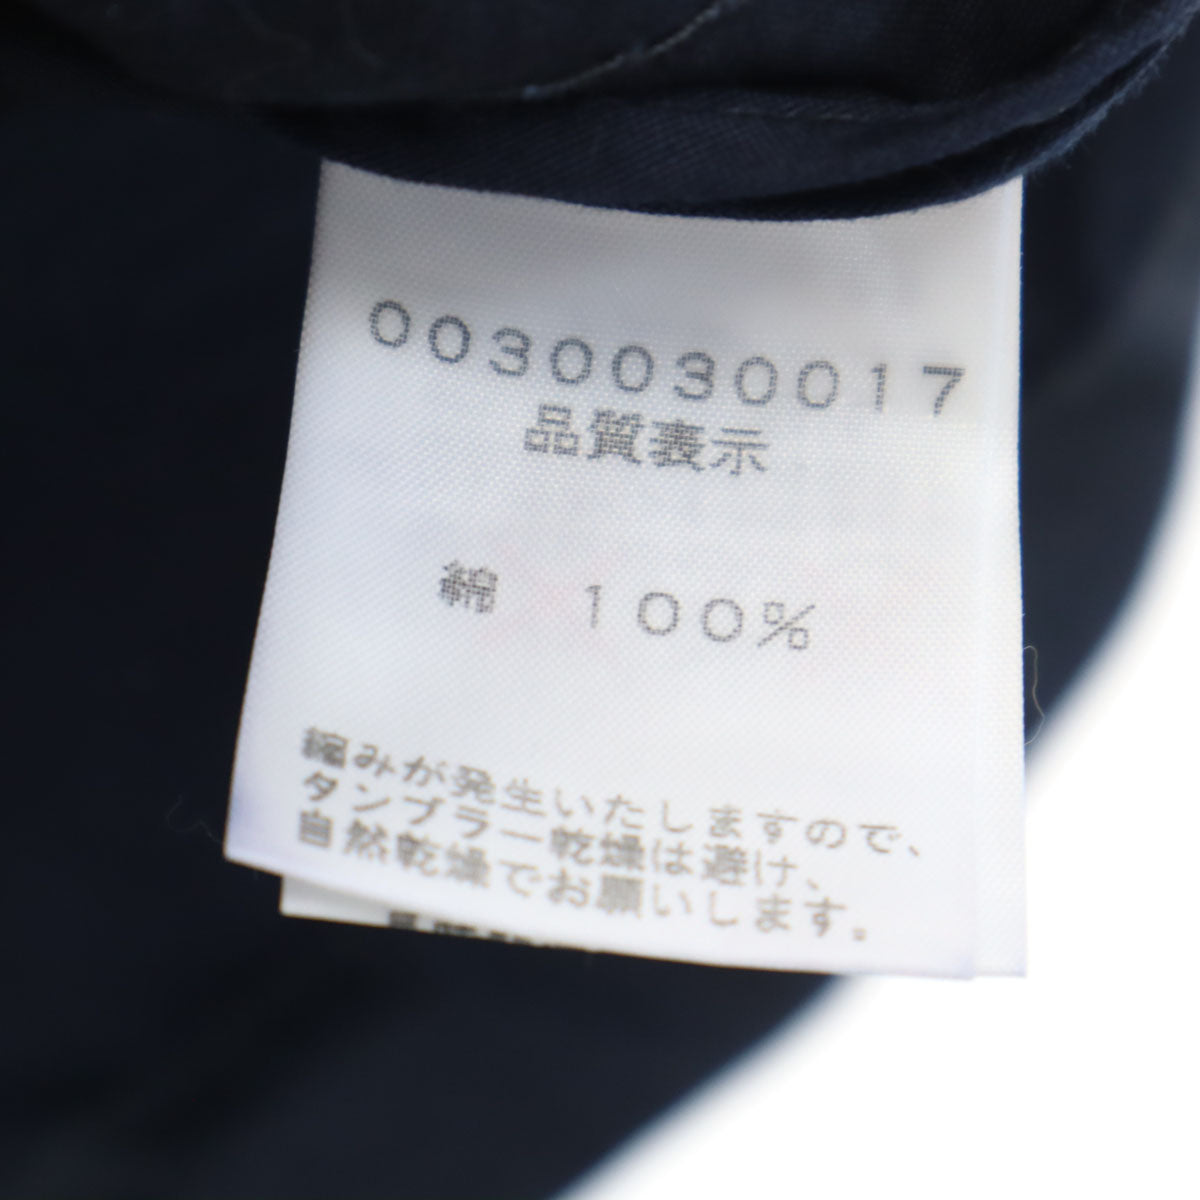 0030030017
品質表示
綿 100%
縮みが発生いたしますので、
タンブラー乾燥は避け、
自然乾燥でお願いします。